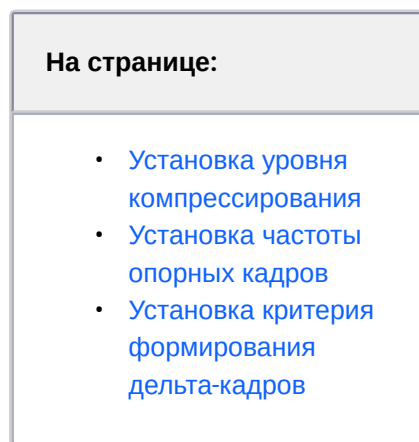 На странице:
• Установка уровня
компрессирования
• Установка частоты
опорных кадров
• Установка критерия
формирования
дельта-кадров